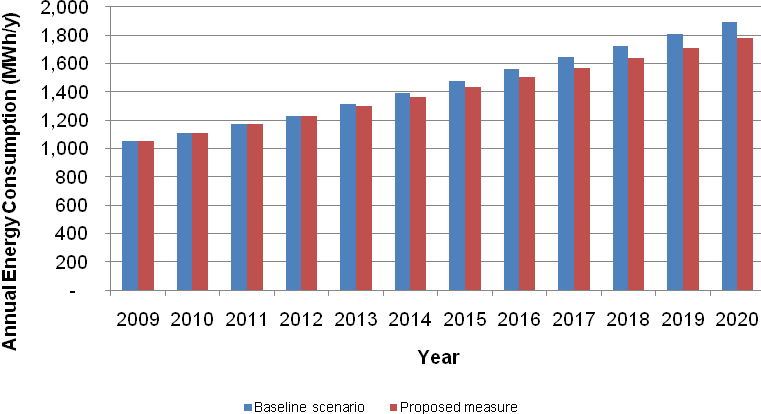 Annual Energy Consumption (MWh/y)
2,000
1,800
1,600
1,400
1,200
1,000
800
600
400
200
-
2009 2010 2011 2012 2013 2014 2015 2016 2017 2018 2019 2020
Year
Baseline scenario Proposed measure